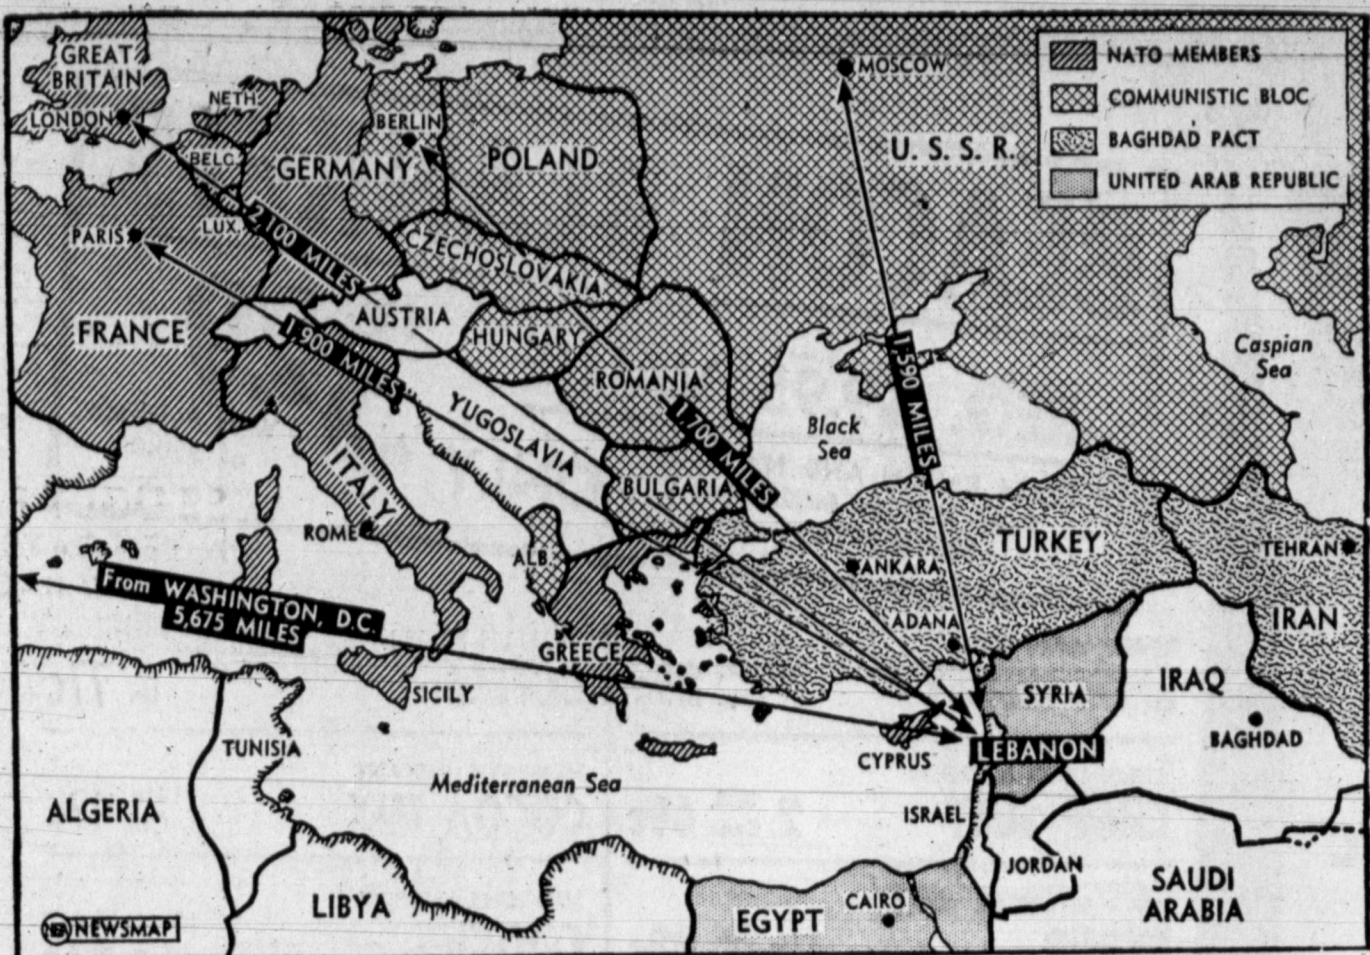 GREAT
BRITAIN
LONDON
NETH.
BELG.
LUX.
PARIS
FRANCE
GERMANY
BERLIN
POLAND
CZECHOSLOVAKIA
AUSTRIA
HUNGARY
ROMANIA
YUGOSLAVIA
BULGARIA
ALB.
ITALY
ROME
SICILY
GREECE
MOSCOW
U. S. S. R.
NATO MEMBERS
COMMUNISTIC BLOC
BAGHDAD PACT
UNITED ARAB REPUBLIC
2,100 MILES
1,900 MILES
1,700 MILES
1,590 MILES
Black
Sea
Caspian
Sea
TURKEY
ANKARA
ADANA
TEHRAN
IRAN
From WASHINGTON, D.C.
5,675 MILES
SYRIA
IRAQ
BAGHDAD
CYPRUS
LEBANON
ISRAEL
JORDAN
SAUDI
ARABIA
TUNISIA
ALGERIA
Mediterranean Sea
LIBYA
EGYPT
CAIRO
NEA NEWSMAP